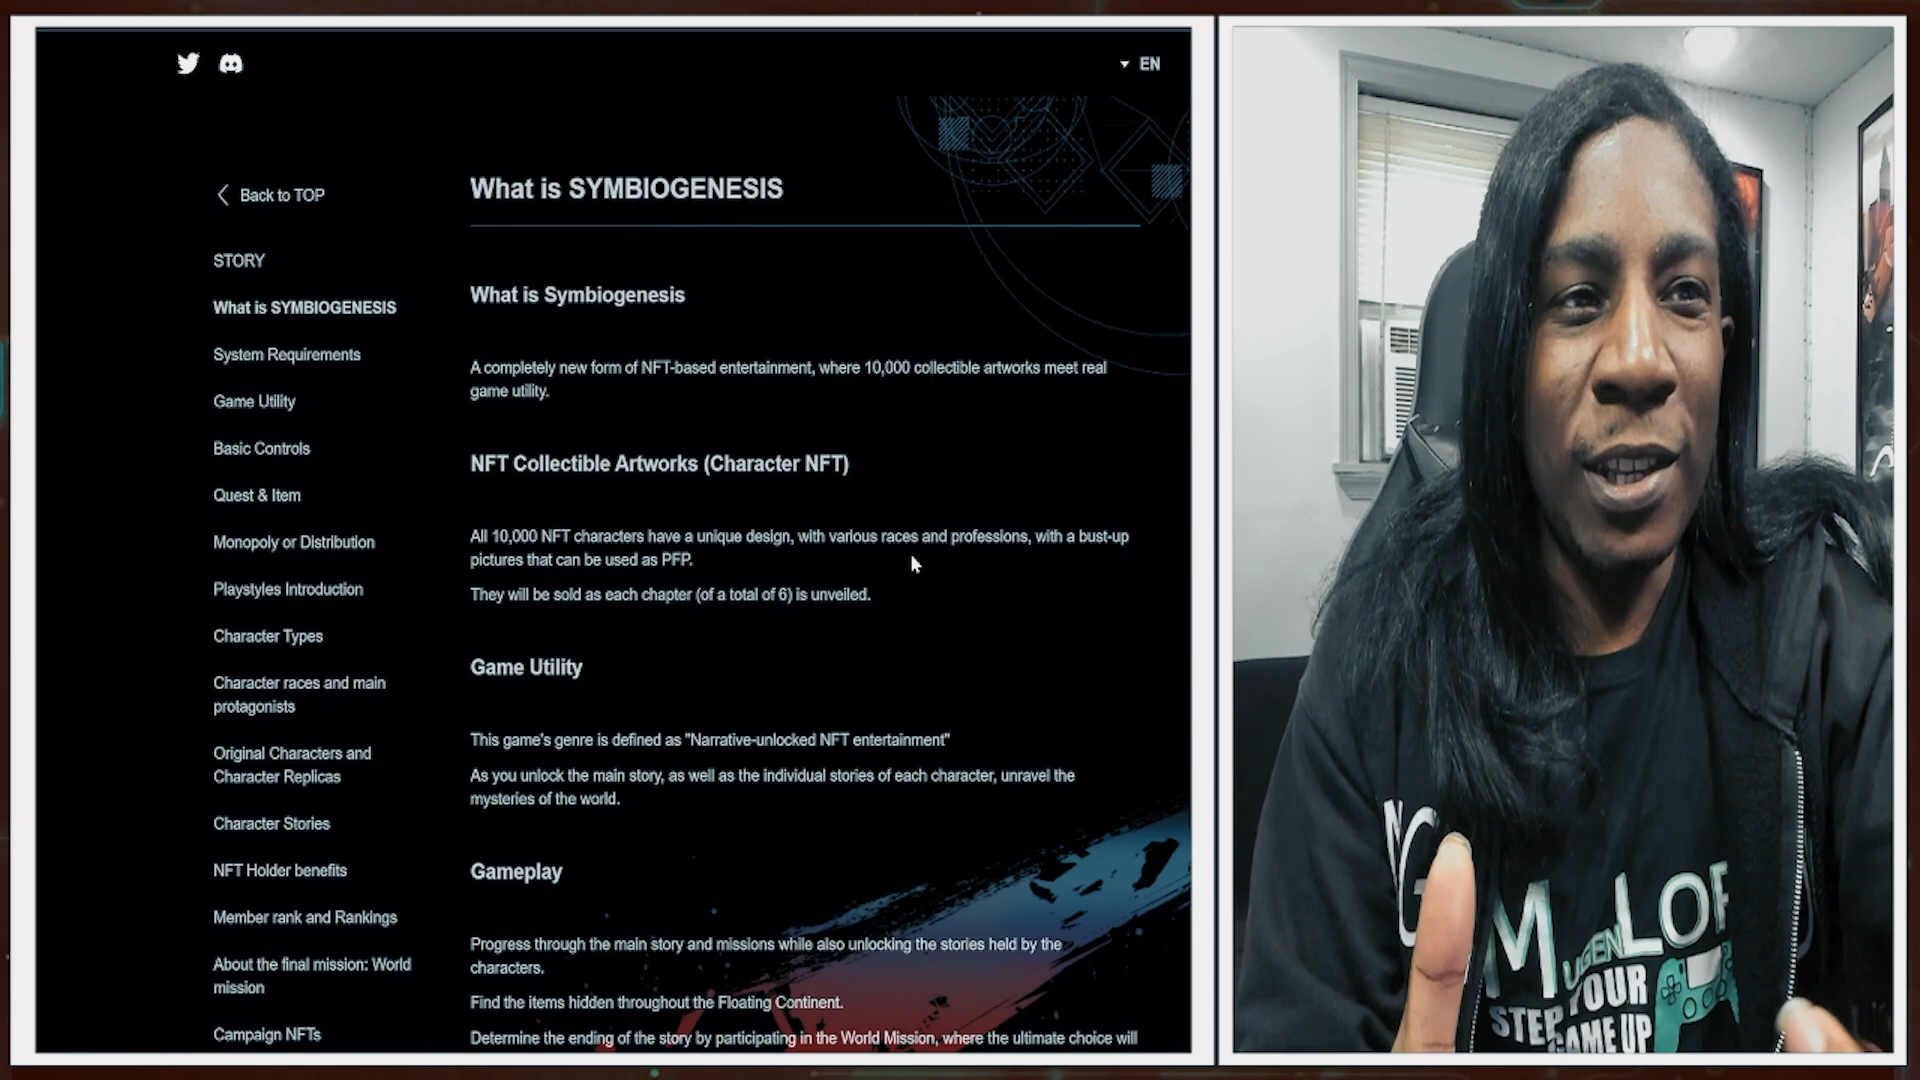 EN
Back to TOP
STORY
What is SYMBIOGENESIS
System Requirements
Game Utility
Basic Controls
Quest & Item
Monopoly or Distribution
Playstyles Introduction
Character Types
Character races and main
protagonists
Original Characters and
Character Replicas
Character Stories
NFT Holder benefits
Member rank and Rankings
About the final mission: World
mission
Campaign NFTs
What is SYMBIOGENESIS
What is Symbiogenesis
A completely new form of NFT-based entertainment, where 10,000 collectible artworks meet real
game utility.
NFT Collectible Artworks (Character NFT)
All 10,000 NFT characters have a unique design, with various races and professions, with a bust-up
pictures that can be used as PFP.
They will be sold as each chapter (of a total of 6) is unveiled.
Game Utility
This game's genre is defined as "Narrative-unlocked NFT entertainment"
As you unlock the main story, as well as the individual stories of each character, unravel the
mysteries of the world.
Gameplay
Progress through the main story and missions while also unlocking the stories held by the
characters.
Find the items hidden throughout the Floating Continent.
Determine the ending of the story by participating in the World Mission, where the ultimate choice will
STEP YOUR
GAME UP